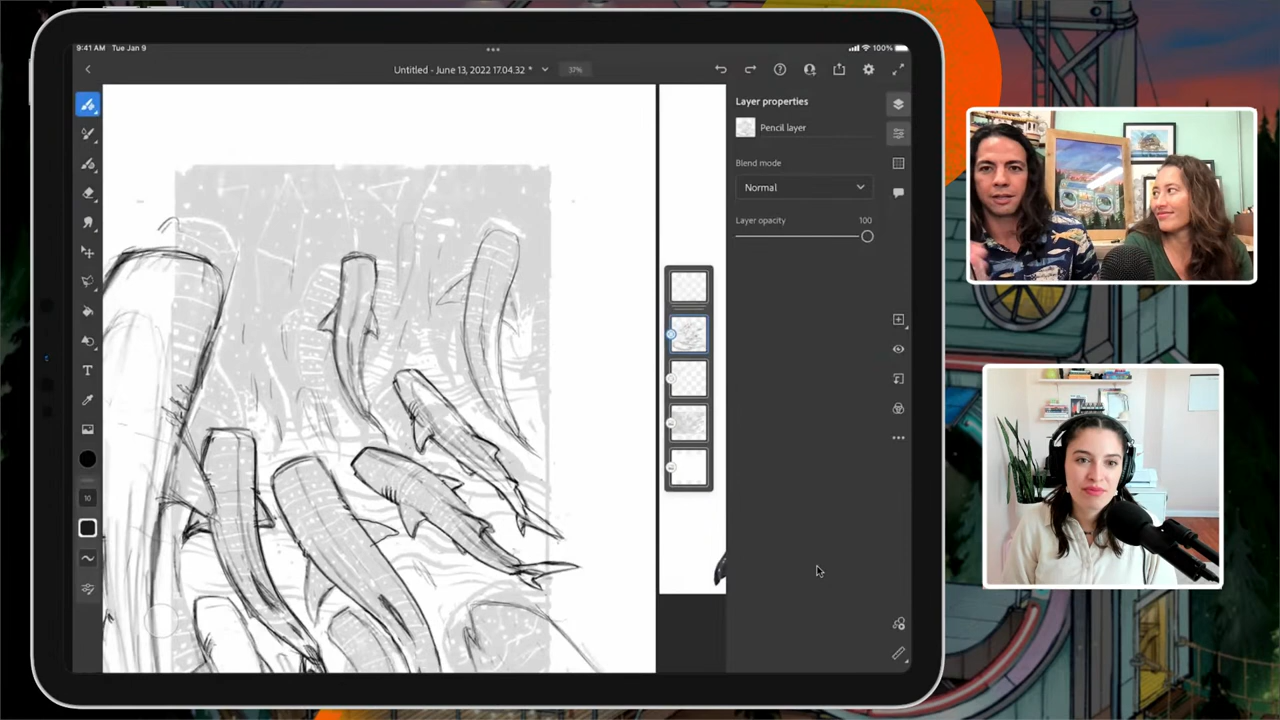 9:41 AM Tue Jan 9
100%
Untitled - June 13, 2022 17.04.32 *
37%
Layer properties
Pencil layer
Blend mode
Normal
Layer opacity
100
T
10